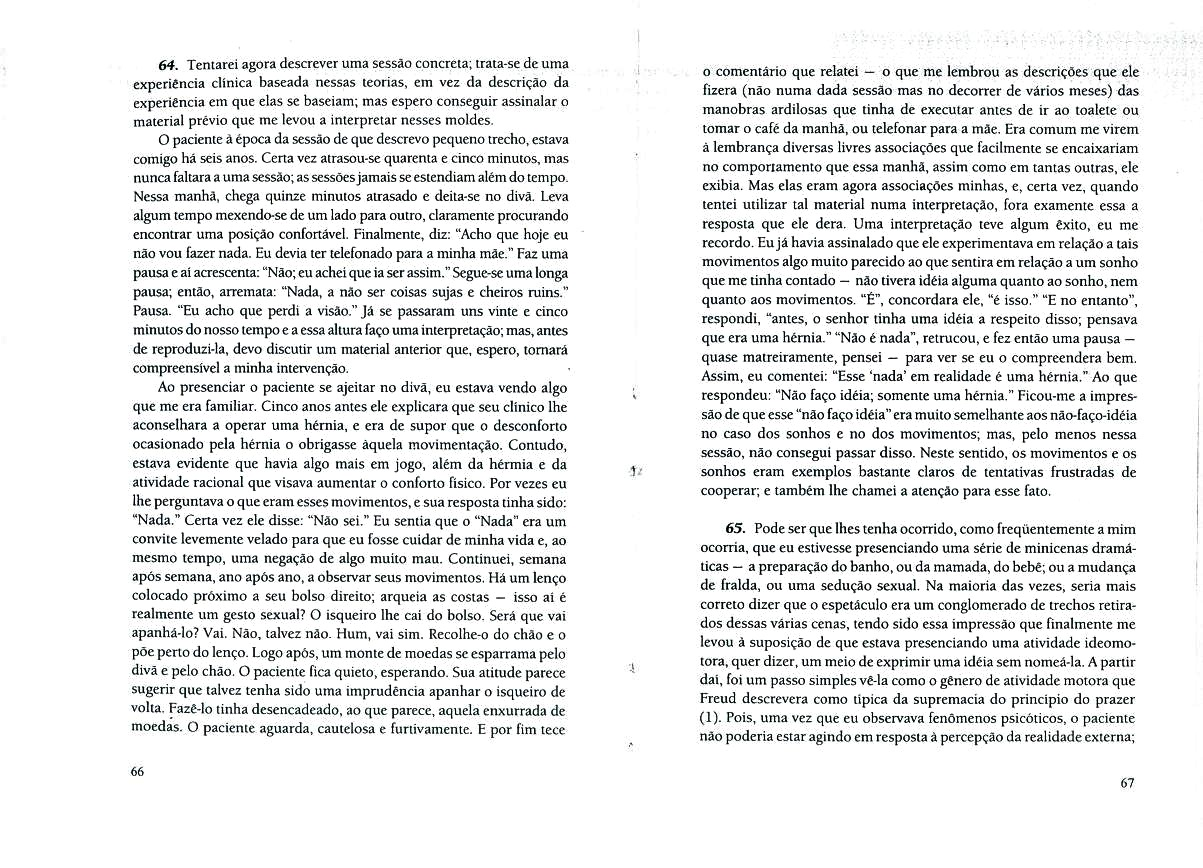 64. Tentarei agora descrever uma sessão concreta; trata-se de uma
experiência clínica baseada nessas teorias, em vez da descrição da
experiência em que elas se baseiam; mas espero conseguir assinalar o
material prévio que me levou a interpretar nesses moldes.
O paciente à época da sessão de que descrevo pequeno trecho, estava
comigo há seis anos. Certa vez atrasou-se quarenta e cinco minutos, mas
nunca faltara a uma sessão; as sessões jamais se estendiam além do tempo.
Nessa manhã, chega quinze minutos atrasado e deita-se no divã. Leva
algum tempo mexendo-se de um lado para outro, claramente procurando
encontrar uma posição confortável. Finalmente, diz: “Acho que hoje eu
não vou fazer nada. Eu devia ter telefonado para a minha mãe.” Faz uma
pausa e aí acrescenta: “Não; eu achei que ia ser assim.” Segue-se uma longa
pausa; então, arremata: “Nada, a não ser coisas sujas e cheiros ruins.”
Pausa. “Eu acho que perdi a visão.” Já se passaram uns vinte e cinco
minutos do nosso tempo e a essa altura faço uma interpretação; mas, antes
de reproduzi-la, devo discutir um material anterior que, espero, tornará
compreensível a minha intervenção.
Ao presenciar o paciente se ajeitar no divã, eu estava vendo algo
que me era familiar. Cinco anos antes ele explicara que seu clínico lhe
aconselhara a operar uma hérnia, e era de supor que o desconforto
ocasionado pela hérnia o obrigasse àquela movimentação. Contudo,
estava evidente que havia algo mais em jogo, além da hérmia e da
atividade racional que visava aumentar o conforto físico. Por vezes eu
lhe perguntava o que eram esses movimentos, e sua resposta tinha sido:
“Nada.” Certa vez ele disse: “Não sei.” Eu sentia que o “Nada” era um
convite levemente velado para que eu fosse cuidar de minha vida e, ao
mesmo tempo, uma negação de algo muito mau. Continuei, semana
após semana, ano após ano, a observar seus movimentos. Há um lenço
colocado próximo a seu bolso direito; arqueia as costas — isso aí é
realmente um gesto sexual? O isqueiro lhe cai do bolso. Será que vai
apanhá-lo? Vai. Não, talvez não. Hum, vai sim. Recolhe-o do chão e o
põe perto do lenço. Logo após, um monte de moedas se esparrama pelo
divã e pelo chão. O paciente fica quieto, esperando. Sua atitude parece
sugerir que talvez tenha sido uma imprudência apanhar o isqueiro de
volta. Fazê-lo tinha desencadeado, ao que parece, aquela enxurrada de
moedas. O paciente aguarda, cautelosa e furtivamente. E por fim tece
66
o comentário que relatei — o que me lembrou as descrições que ele
fizera (não numa dada sessão mas no decorrer de vários meses) das
manobras ardilosas que tinha de executar antes de ir ao toalete ou
tomar o café da manhã, ou telefonar para a mãe. Era comum me virem
à lembrança diversas livres associações que facilmente se encaixariam
no comportamento que essa manhã, assim como em tantas outras, ele
exibia. Mas elas eram agora associações minhas, e, certa vez, quando
tentei utilizar tal material numa interpretação, fora examente essa a
resposta que ele dera. Uma interpretação teve algum êxito, eu me
recordo. Eu já havia assinalado que ele experimentava em relação a tais
movimentos algo muito parecido ao que sentira em relação a um sonho
que me tinha contado — não tivera idéia alguma quanto ao sonho, nem
quanto aos movimentos. “É”, concordara ele, “é isso.” “E no entanto”,
respondi, “antes, o senhor tinha uma idéia a respeito disso; pensava
que era uma hérnia.” “Não é nada”, retrucou, e fez então uma pausa —
quase matreiramente, pensei — para ver se eu o compreendera bem.
Assim, eu comentei: “Esse ‘nada’ em realidade é uma hérnia.” Ao que
respondeu: “Não faço idéia; somente uma hérnia.” Ficou-me a impres-
são de que esse “não faço idéia” era muito semelhante aos não-faço-idéia
no caso dos sonhos e no dos movimentos; mas, pelo menos nessa
sessão, não consegui passar disso. Neste sentido, os movimentos e os
sonhos eram exemplos bastante claros de tentativas frustradas de
cooperar; e também lhe chamei a atenção para esse fato.
65. Pode ser que lhes tenha ocorrido, como freqüentemente a mim
ocorria, que eu estivesse presenciando uma série de minicenas dramá-
ticas — a preparação do banho, ou da mamada, do bebê; ou a mudança
de fralda, ou uma sedução sexual. Na maioria das vezes, seria mais
correto dizer que o espetáculo era um conglomerado de trechos retira-
dos dessas várias cenas, tendo sido essa impressão que finalmente me
levou à suposição de que estava presenciando uma atividade ideomo-
tora, quer dizer, um meio de exprimir uma idéia sem nomeá-la. A partir
daí, foi um passo simples vê-la como o gênero de atividade motora que
Freud descrevera como típica da supremacia do princípio do prazer
(1). Pois, uma vez que eu observava fenômenos psicóticos, o paciente
não poderia estar agindo em resposta à percepção da realidade externa;
67